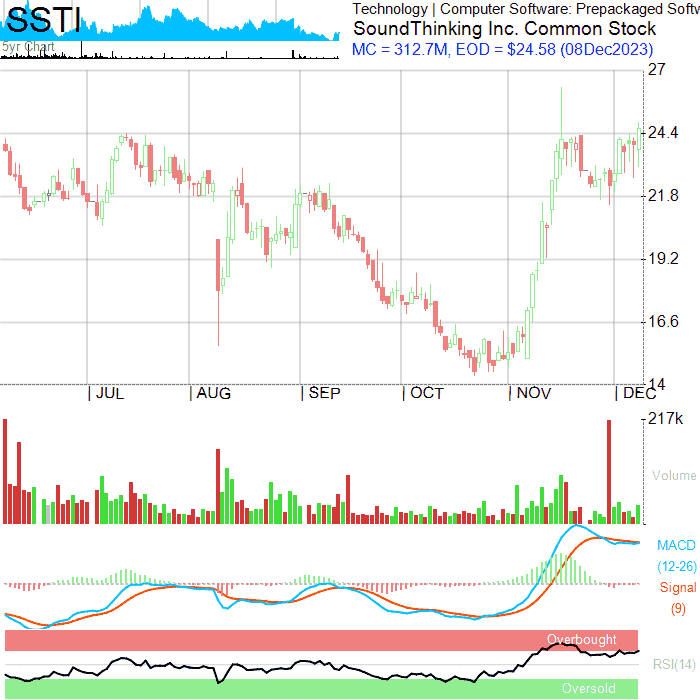 SSTI
5yr Chart
Technology | Computer Software: Prepackaged Softw
SoundThinking Inc. Common Stock
MC = 312.7M, EOD = $24.58 (08Dec2023)
27
24.4
21.8
19.2
16.6
14
JUL AUG SEP OCT NOV DEC
217k
Volume
MACD
(12-26)
Signal
(9)
Overbought
RSI(14)
Oversold